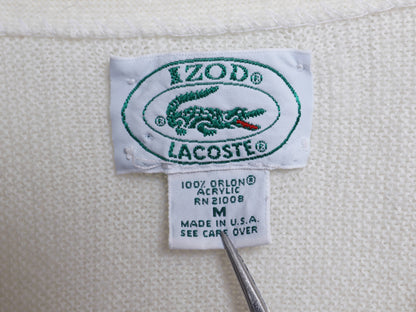 IZOD®
LACOSTE®
100% ORLON®
ACRYLIC
RN 21008
M
MADE IN U.S.A.
SEE CARE OVER